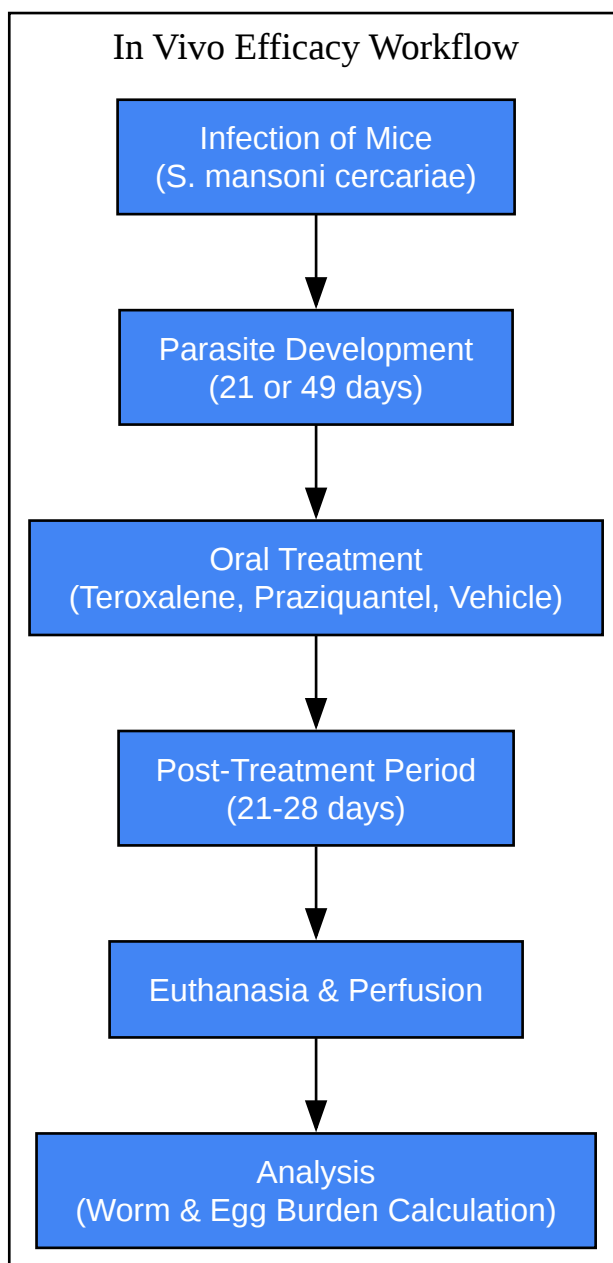 In Vivo Efficacy Workflow
Infection of Mice
(S. mansoni cercariae)
Parasite Development
(21 or 49 days)
Oral Treatment
(Teroxalene, Praziquantel, Vehicle)
Post-Treatment Period
(21-28 days)
Euthanasia & Perfusion
Analysis
(Worm & Egg Burden Calculation)